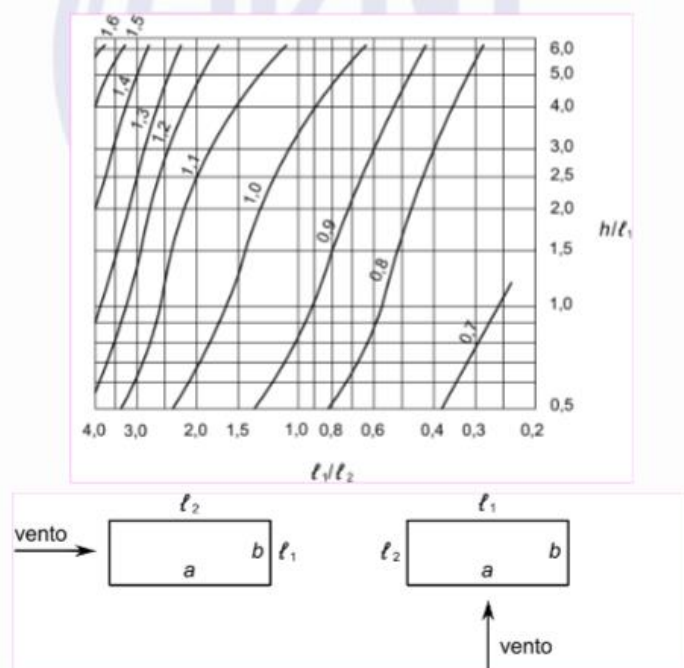 1,6 1,5
1,4
1,3
1,2
1,1
1,0
0,9
0,8
0,7
6,0
5,0
4,0
3,0
2,5
2,0
1,5
1,0
0,5
h/ℓ₁
4,0 3,0 2,0 1,5 1,0 0,8 0,6 0,4 0,3 0,2
ℓ₁/ℓ₂
ℓ₂
vento
b ℓ₁
a
ℓ₁
ℓ₂
b
a
vento